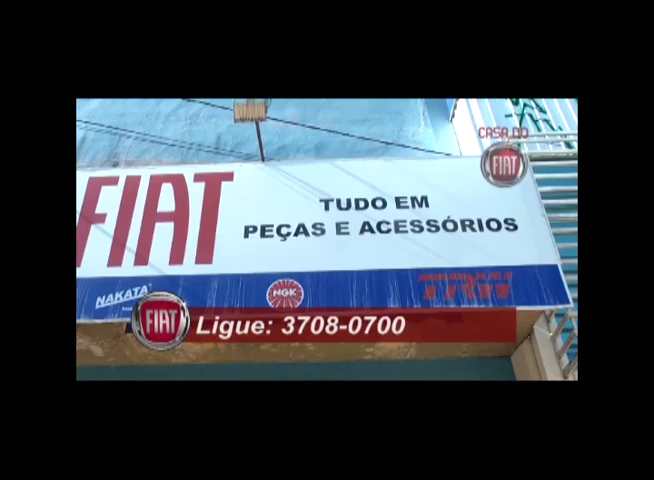 CASA DO
FIAT
FIAT
TUDO EM
PEÇAS E ACESSÓRIOS
NAKATA
NGK
TRW
FIAT
Ligue: 3708-0700